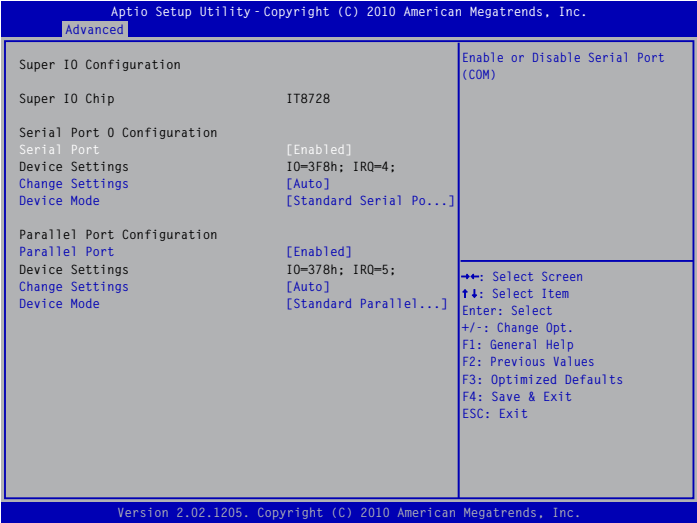 Aptio Setup Utility - Copyright (C) 2010 American Megatrends, Inc.
Advanced
Super IO Configuration
Super IO Chip IT8728
Serial Port 0 Configuration
Serial Port [Enabled]
Device Settings IO=3F8h; IRQ=4;
Change Settings [Auto]
Device Mode [Standard Serial Po...]
Parallel Port Configuration
Parallel Port [Enabled]
Device Settings IO=378h; IRQ=5;
Change Settings [Auto]
Device Mode [Standard Parallel...]
Enable or Disable Serial Port
(COM)
→←: Select Screen
↑↓: Select Item
Enter: Select
+/-: Change Opt.
F1: General Help
F2: Previous Values
F3: Optimized Defaults
F4: Save & Exit
ESC: Exit
Version 2.02.1205. Copyright (C) 2010 American Megatrends, Inc.